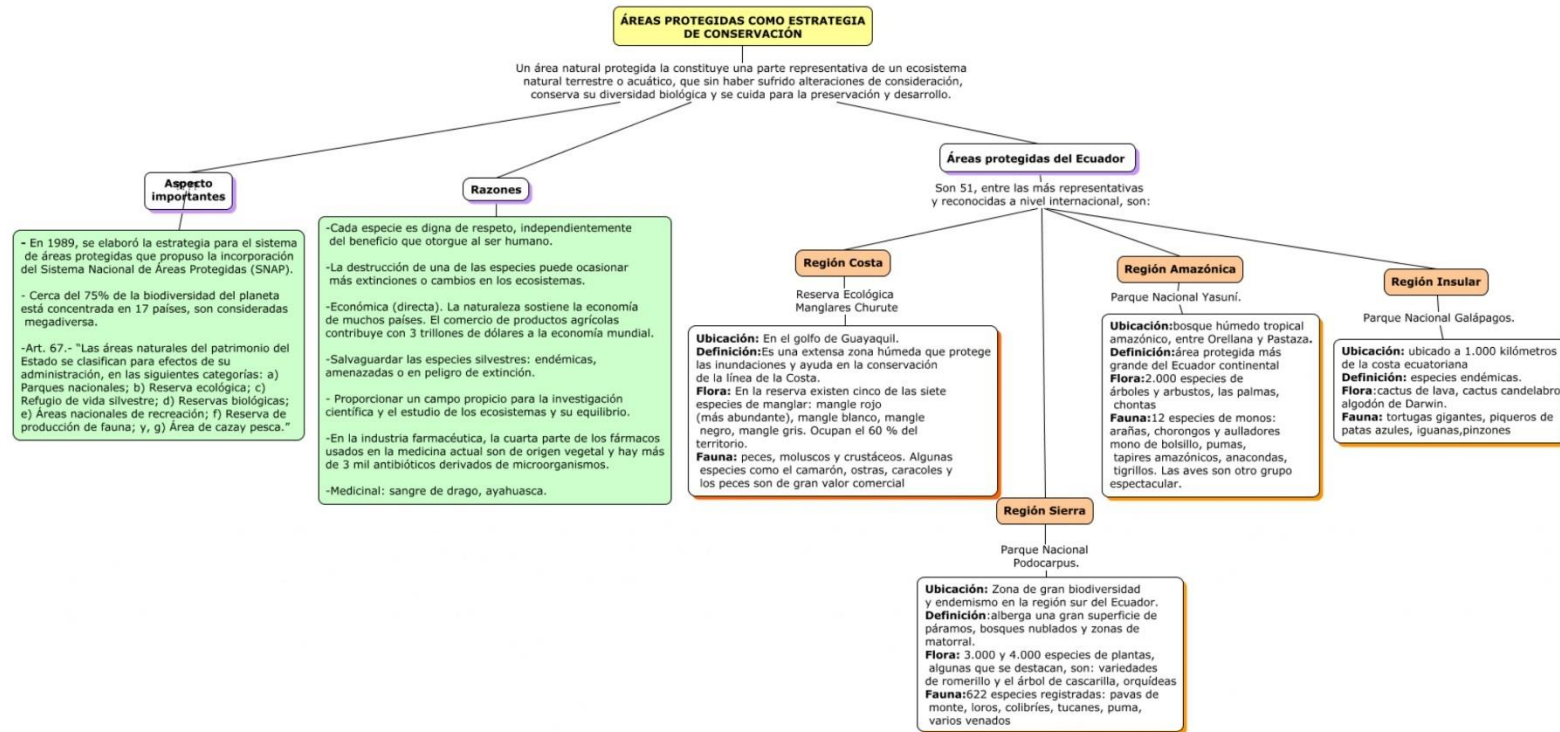 ÁREAS PROTEGIDAS COMO ESTRATEGIA
DE CONSERVACIÓN
Un área natural protegida la constituye una parte representativa de un ecosistema
natural terrestre o acuático, que sin haber sufrido alteraciones de consideración,
conserva su diversidad biológica y se cuida para la preservación y desarrollo.
Aspecto
importantes
- En 1989, se elaboró la estrategia para el sistema
de áreas protegidas que propuso la incorporación
del Sistema Nacional de Áreas Protegidas (SNAP).
- Cerca del 75% de la biodiversidad del planeta
está concentrada en 17 países, son consideradas
megadiversa.
-Art. 67.- “Las áreas naturales del patrimonio del
Estado se clasifican para efectos de su
administración, en las siguientes categorías: a)
Parques nacionales; b) Reserva ecológica; c)
Refugio de vida silvestre; d) Reservas biológicas;
e) Áreas nacionales de recreación; f) Reserva de
producción de fauna; y, g) Área de cazay pesca.”
Razones
-Cada especie es digna de respeto, independientemente
del beneficio que otorgue al ser humano.
-La destrucción de una de las especies puede ocasionar
más extinciones o cambios en los ecosistemas.
-Económica (directa). La naturaleza sostiene la economía
de muchos países. El comercio de productos agrícolas
contribuye con 3 trillones de dólares a la economía mundial.
-Salvaguardar las especies silvestres: endémicas,
amenazadas o en peligro de extinción.
- Proporcionar un campo propicio para la investigación
científica y el estudio de los ecosistemas y su equilibrio.
-En la industria farmacéutica, la cuarta parte de los fármacos
usados en la medicina actual son de origen vegetal y hay más
de 3 mil antibióticos derivados de microorganismos.
-Medicinal: sangre de drago, ayahuasca.
Áreas protegidas del Ecuador
Son 51, entre las más representativas
y reconocidas a nivel internacional, son:
Región Costa
Reserva Ecológica
Manglares Churute
Ubicación: En el golfo de Guayaquil.
Definición:Es una extensa zona húmeda que protege
las inundaciones y ayuda en la conservación
de la línea de la Costa.
Flora: En la reserva existen cinco de las siete
especies de manglar: mangle rojo
(más abundante), mangle blanco, mangle
negro, mangle gris. Ocupan el 60 % del
territorio.
Fauna: peces, moluscos y crustáceos. Algunas
especies como el camarón, ostras, caracoles y
los peces son de gran valor comercial
Región Sierra
Parque Nacional
Podocarpus.
Ubicación: Zona de gran biodiversidad
y endemismo en la región sur del Ecuador.
Definición:alberga una gran superficie de
páramos, bosques nublados y zonas de
matorral.
Flora: 3.000 y 4.000 especies de plantas,
algunas que se destacan, son: variedades
de romerillo y el árbol de cascarilla, orquídeas
Fauna:622 especies registradas: pavas de
monte, loros, colibríes, tucanes, puma,
varios venados
Región Amazónica
Parque Nacional Yasuní.
Ubicación:bosque húmedo tropical
amazónico, entre Orellana y Pastaza.
Definición:área protegida más
grande del Ecuador continental
Flora:2.000 especies de
árboles y arbustos, las palmas,
chontas
Fauna:12 especies de monos:
arañas, chorongos y aulladores
mono de bolsillo, pumas,
tapires amazónicos, anacondas,
tigrillos. Las aves son otro grupo
espectacular.
Región Insular
Parque Nacional Galápagos.
Ubicación: ubicado a 1.000 kilómetros
de la costa ecuatoriana
Definición: especies endémicas.
Flora:cactus de lava, cactus candelabro,
algodón de Darwin.
Fauna: tortugas gigantes, piqueros de
patas azules, iguanas,pinzones